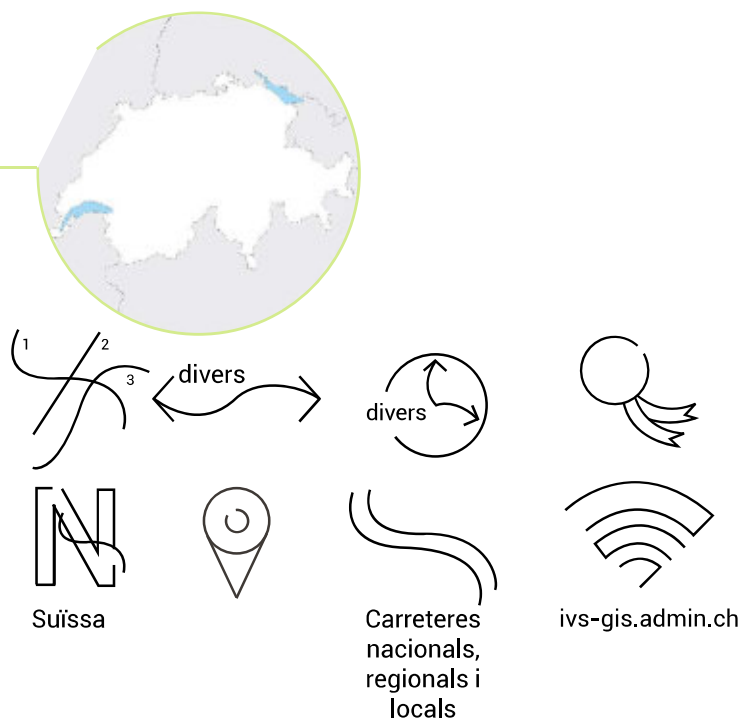 1
2
3
divers
divers
N
Suïssa
Carreteres
nacionals,
regionals i
locals
ivs-gis.admin.ch